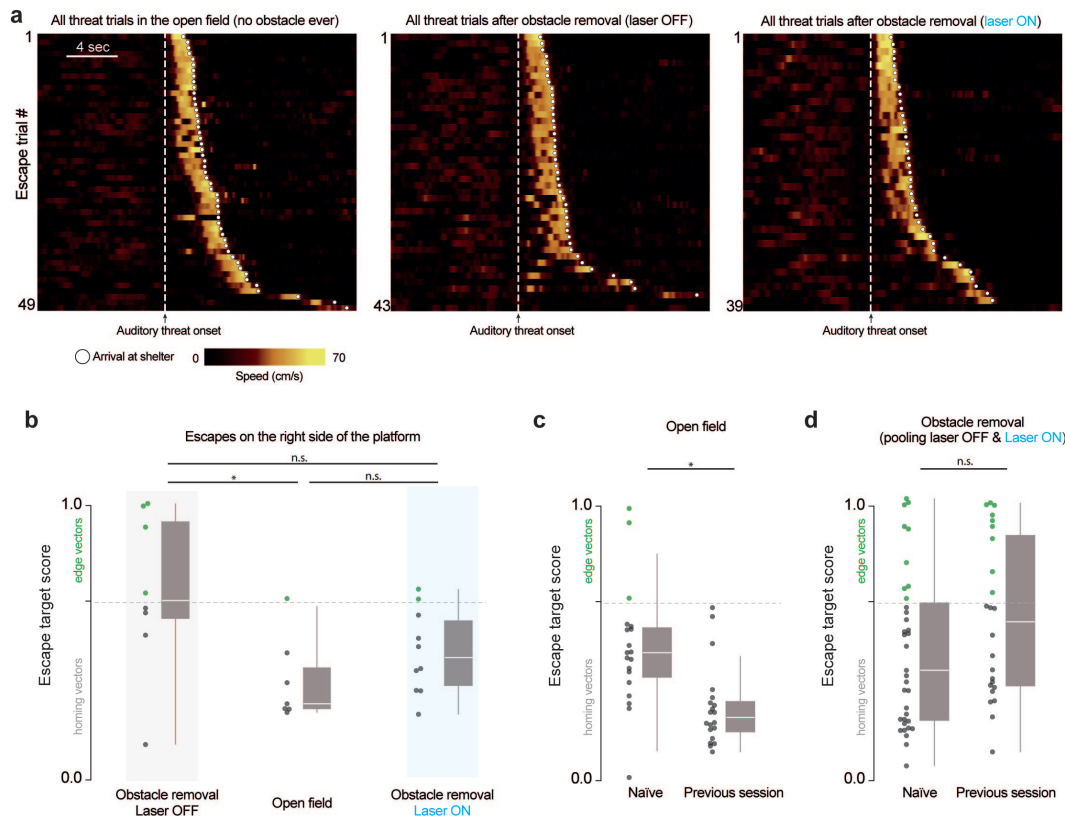 a
All threat trials in the open field (no obstacle ever)
All threat trials after obstacle removal (laser OFF)
All threat trials after obstacle removal (laser ON)
Escape trial #
1
4 sec
49
1
43
1
39
Auditory threat onset
Auditory threat onset
Auditory threat onset
Arrival at shelter
0
70
Speed (cm/s)
b
Escapes on the right side of the platform
n.s.
*
n.s.
Escape target score
1.0
edge vectors
homing vectors
0.0
Obstacle removal
Laser OFF
Open field
Obstacle removal
Laser ON
c
Open field
*
Escape target score
1.0
edge vectors
homing vectors
0.0
Naïve
Previous session
d
Obstacle removal
(pooling laser OFF & Laser ON)
n.s.
Escape target score
1.0
edge vectors
homing vectors
0.0
Naïve
Previous session